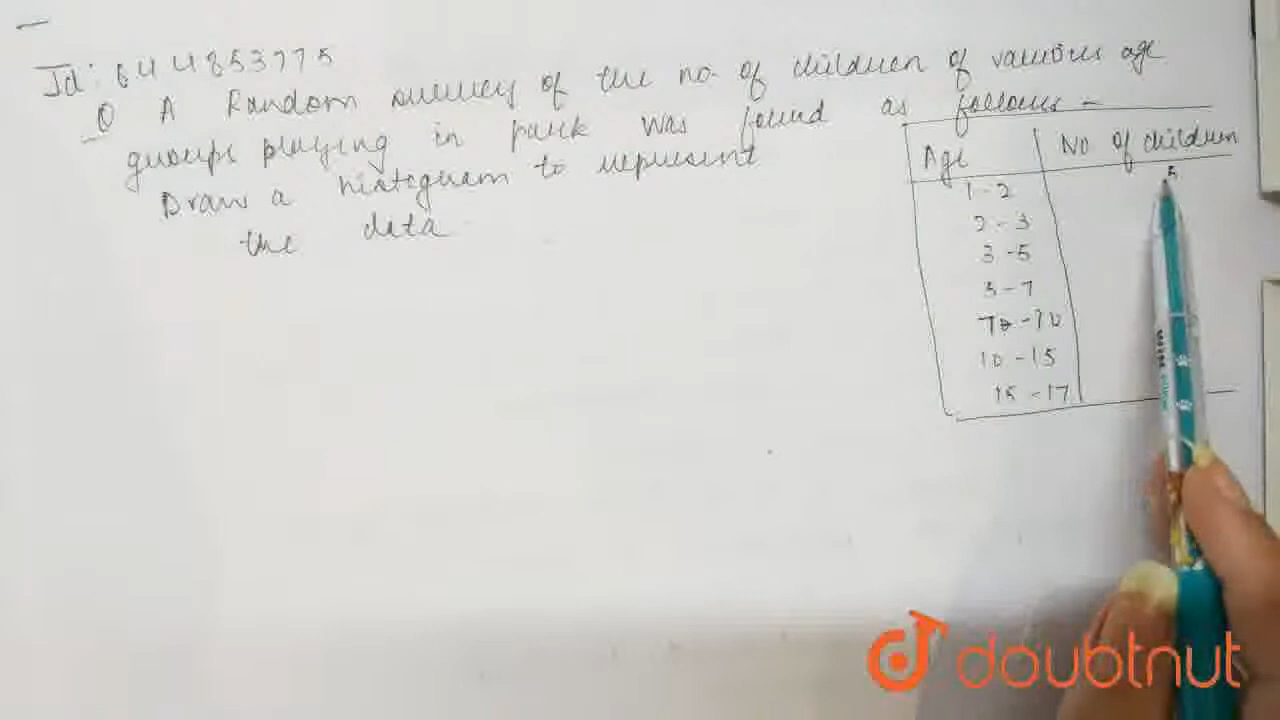 Id: 644853775
Q A Random survey of the no. of children of various age
groups playing in park was found as follows -
Draw a histogram to represent
the data
Age No of children
1-2 5
2-3
3-5
5-7
7-10
10-15
15-17
doubtnut